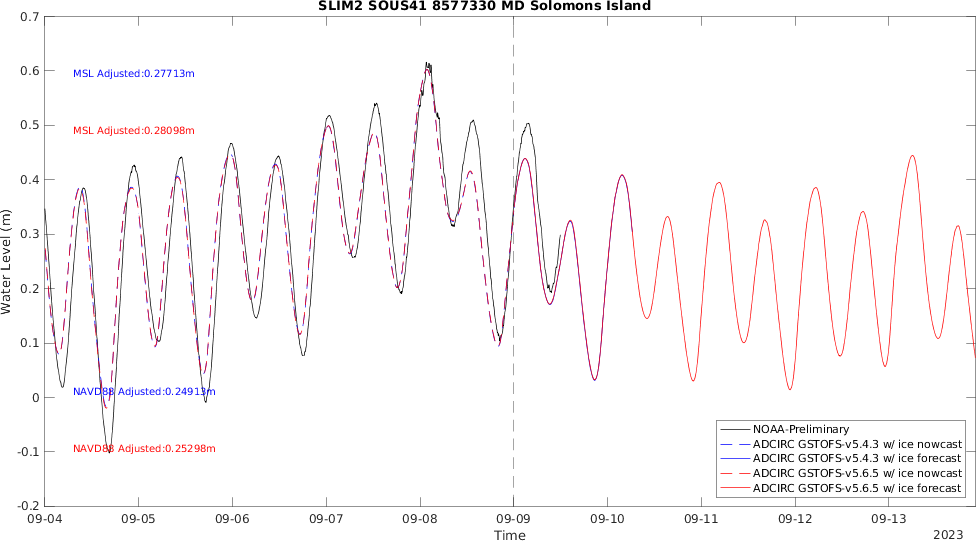 SLIM2 SOUS41 8577330 MD Solomons Island
0.7
0.6
0.5
0.4
0.3
0.2
0.1
0
-0.1
-0.2
Water Level (m)
MSL Adjusted:0.27713m
MSL Adjusted:0.28098m
NAVD88 Adjusted:0.24913m
NAVD88 Adjusted:0.25298m
NOAA-Preliminary
ADCIRC GSTOFS-v5.4.3 w/ ice nowcast
ADCIRC GSTOFS-v5.4.3 w/ ice forecast
ADCIRC GSTOFS-v5.6.5 w/ ice nowcast
ADCIRC GSTOFS-v5.6.5 w/ ice forecast
09-04 09-05 09-06 09-07 09-08 09-09 09-10 09-11 09-12 09-13
Time
2023